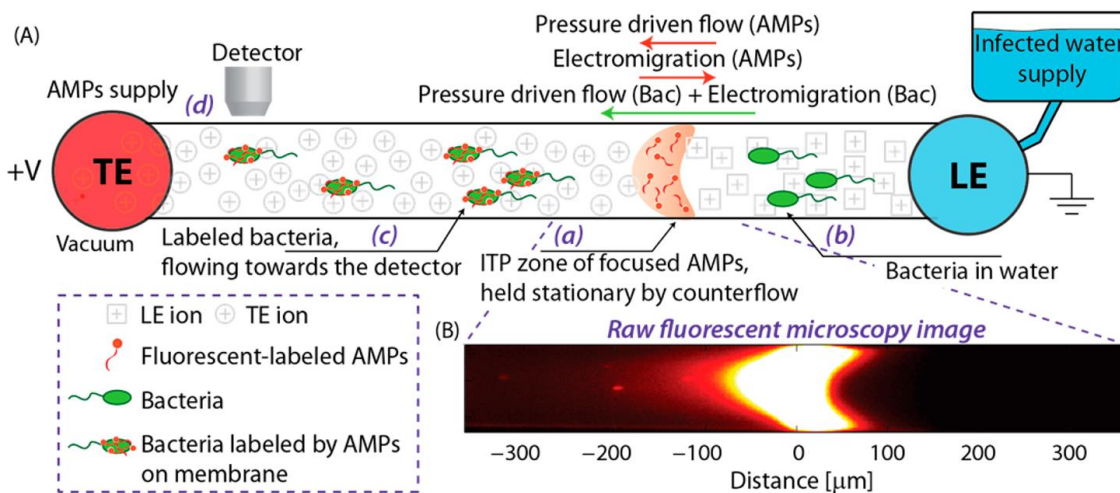 (A)
Pressure driven flow (AMPs)
Electromigration (AMPs)
Pressure driven flow (Bac) + Electromigration (Bac)
Detector
AMPs supply
(d)
Infected water
supply
+V
TE
LE
Vacuum
Labeled bacteria,
flowing towards the detector
(c)
(a)
ITP zone of focused AMPs,
held stationary by counterflow
(b)
Bacteria in water
LE ion
TE ion
Fluorescent-labeled AMPs
Bacteria
Bacteria labeled by AMPs
on membrane
(B)
Raw fluorescent microscopy image
−300
−200
−100
0
100
200
300
Distance [μm]